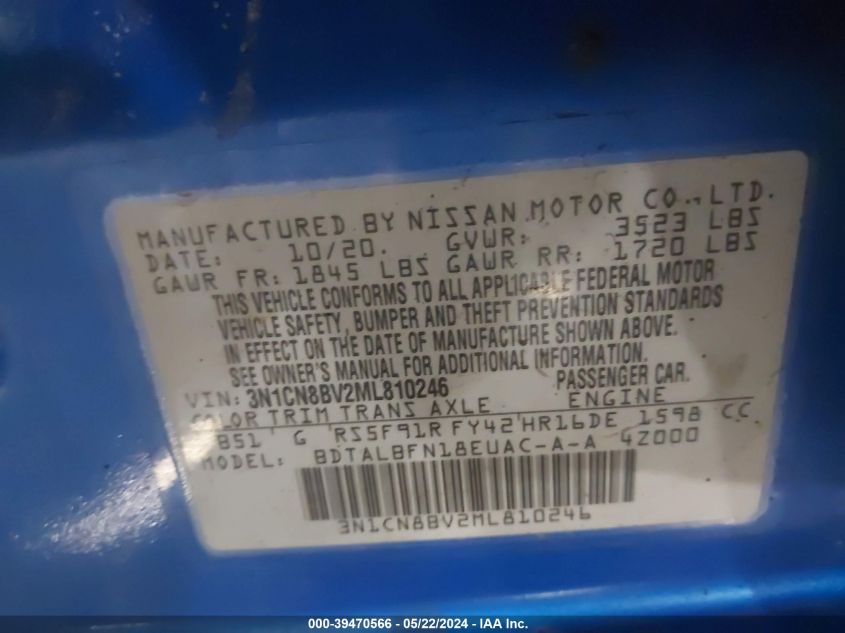 MANUFACTURED BY NISSAN MOTOR CO., LTD.
DATE: 10/20. GVWR: 3523 LBS
GAWR FR: 1845 LBS GAWR RR: 1720 LBS
THIS VEHICLE CONFORMS TO ALL APPLICABLE FEDERAL MOTOR
VEHICLE SAFETY, BUMPER AND THEFT PREVENTION STANDARDS
IN EFFECT ON THE DATE OF MANUFACTURE SHOWN ABOVE.
SEE OWNER'S MANUAL FOR ADDITIONAL INFORMATION.
VIN: 3N1CN8BV2ML810246 PASSENGER CAR.
COLOR TRIM TRANS AXLE ENGINE
B51 G RS5F91R FY42 HR16DE 1598 CC
MODEL: BDTALBFN18EUAC-A-A 4Z000
3N1CN8BV2ML810246
000-39470566 - 05/22/2024 - IAA Inc.